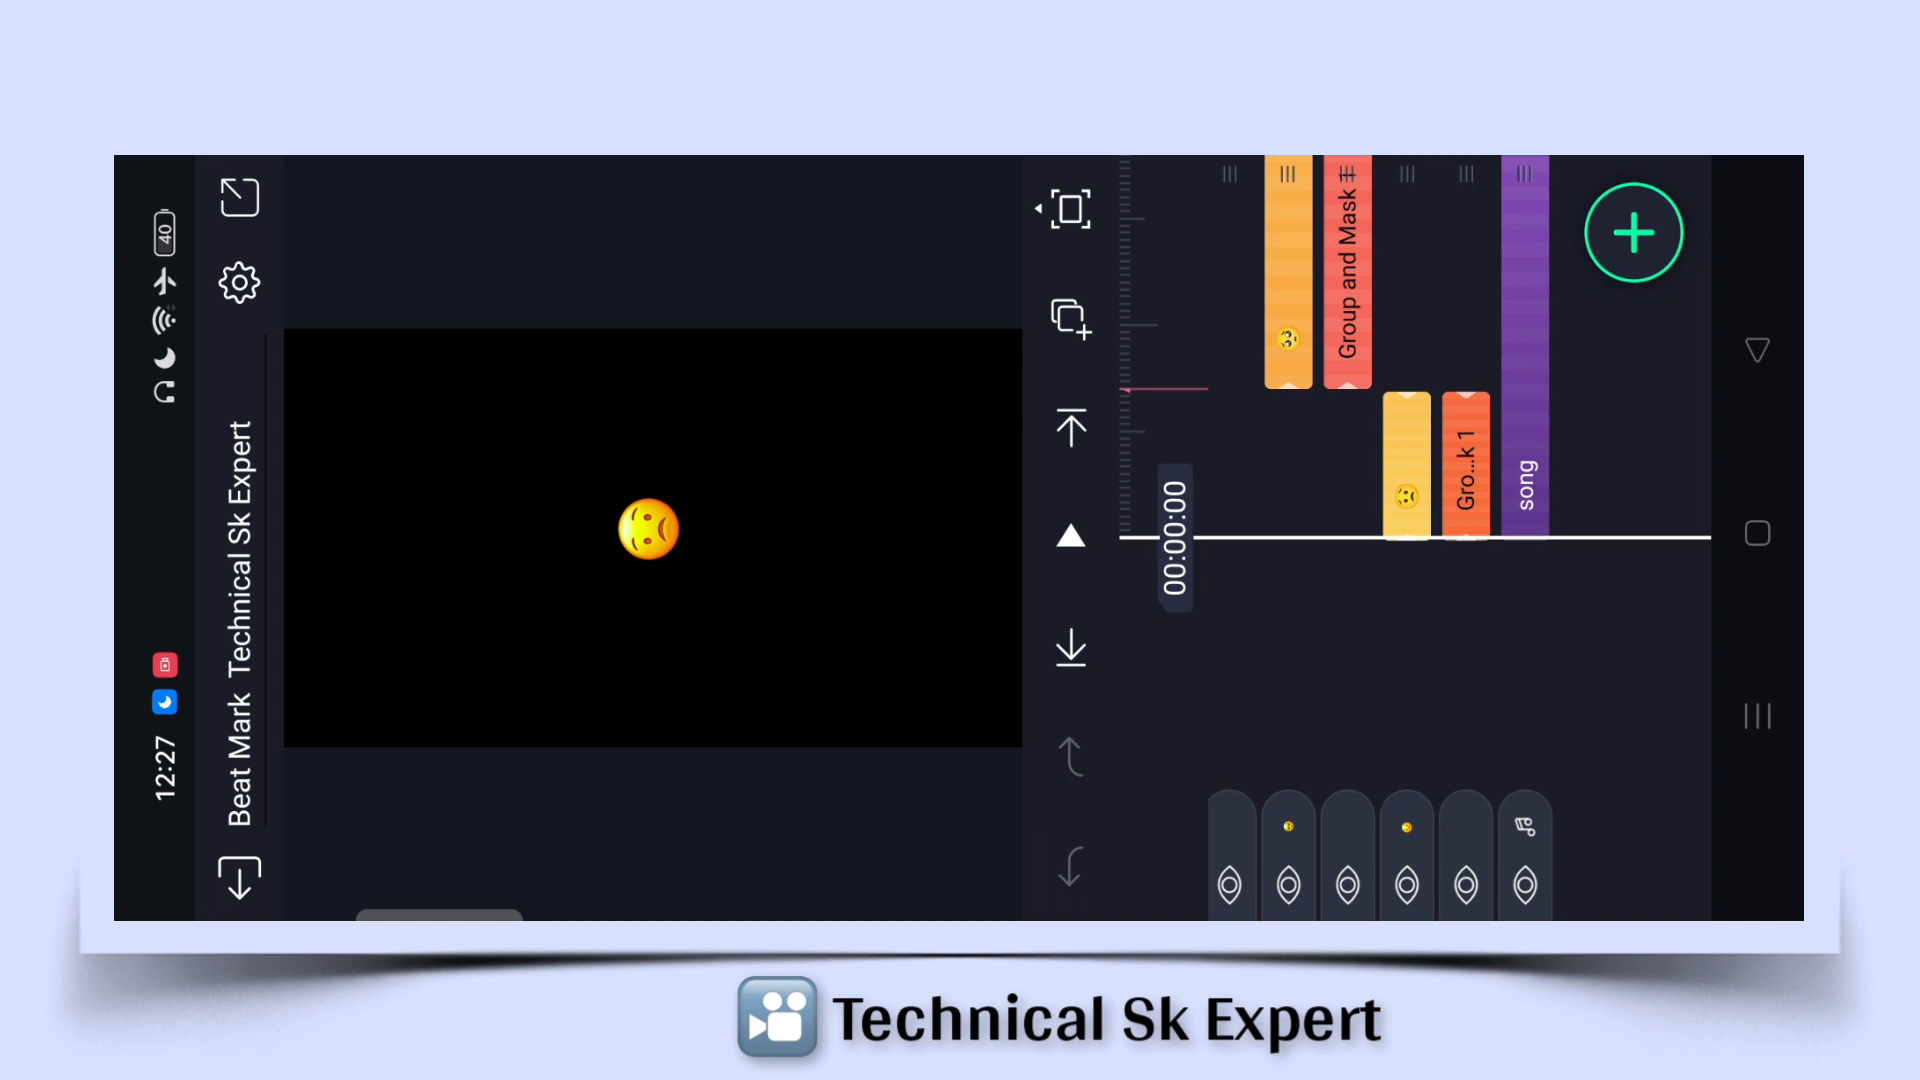 12:27
40
Beat Mark Technical Sk Expert
00:00:00
Group and Mask
Gro...k 1
song
Technical Sk Expert